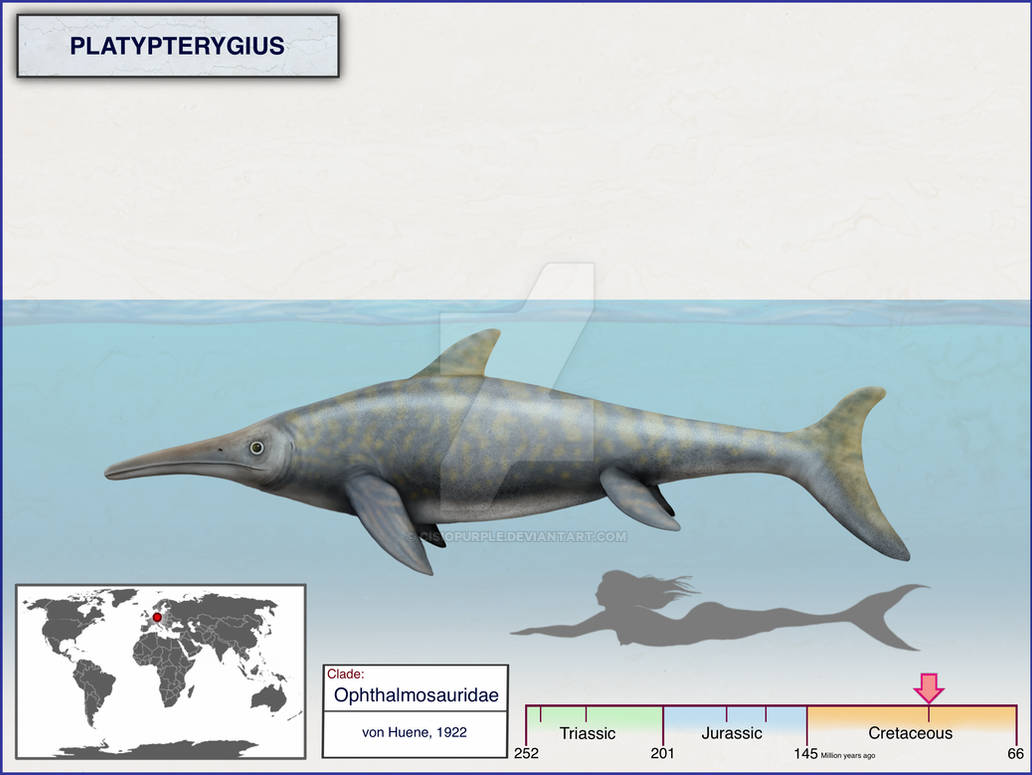 PLATYPTERYGIUS
CISIOPURPLE.DEVIANTART.COM
Clade:
Ophthalmosauridae
von Huene, 1922
Triassic
Jurassic
Cretaceous
252
201
145 Million years ago
66